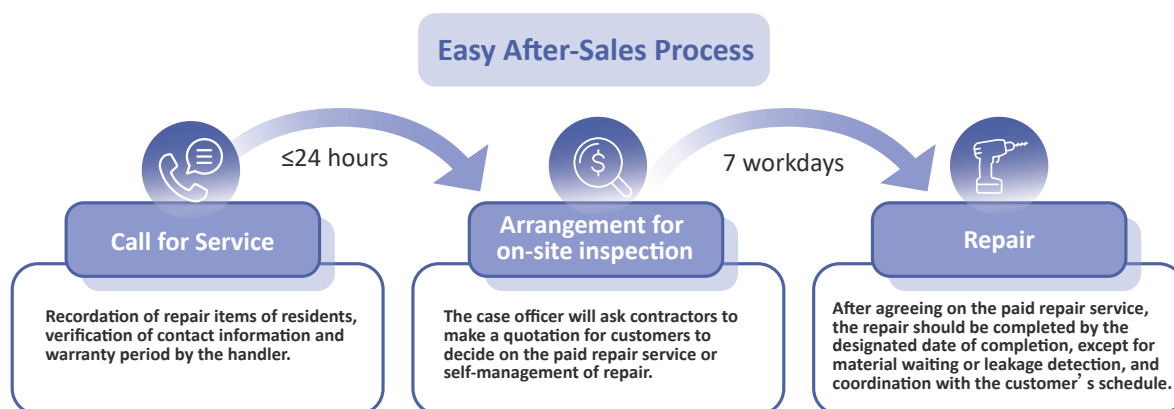 Easy After-Sales Process
≤24 hours
7 workdays
Call for Service
Recordation of repair items of residents,
verification of contact information and
warranty period by the handler.
Arrangement for
on-site inspection
The case officer will ask contractors to
make a quotation for customers to
decide on the paid repair service or
self-management of repair.
Repair
After agreeing on the paid repair service,
the repair should be completed by the
designated date of completion, except for
material waiting or leakage detection, and
coordination with the customer’s schedule.